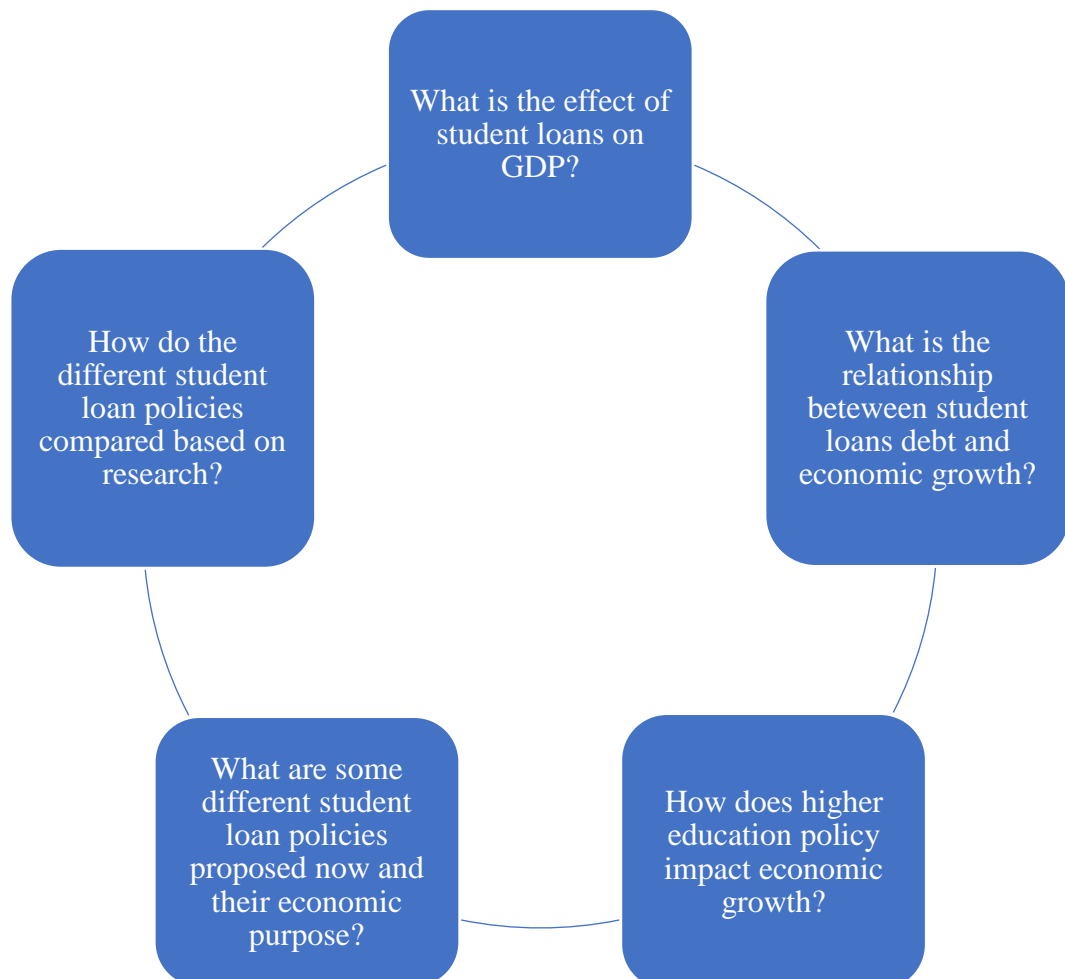 What is the effect of
student loans on
GDP?
What is the
relationship
beteween student
loans debt and
economic growth?
How does higher
education policy
impact economic
growth?
What are some
different student
loan policies
proposed now and
their economic
purpose?
How do the
different student
loan policies
compared based on
research?